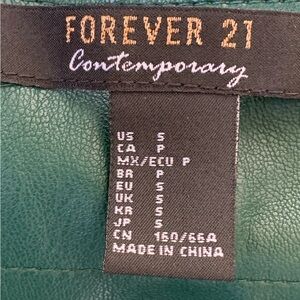 FOREVER 21
Contemporary
US S
CA P
MX/ECU P
BR P
EU S
UK S
KR S
JP S
CN 160/66A
MADE IN CHINA